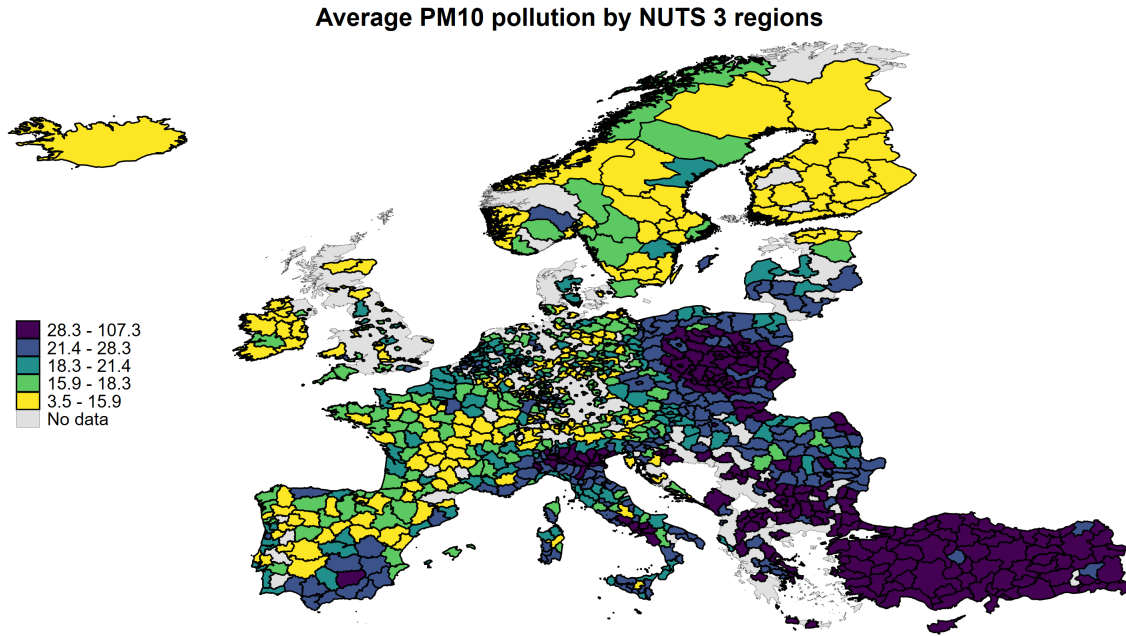 Average PM10 pollution by NUTS 3 regions
28.3 - 107.3
21.4 - 28.3
18.3 - 21.4
15.9 - 18.3
3.5 - 15.9
No data